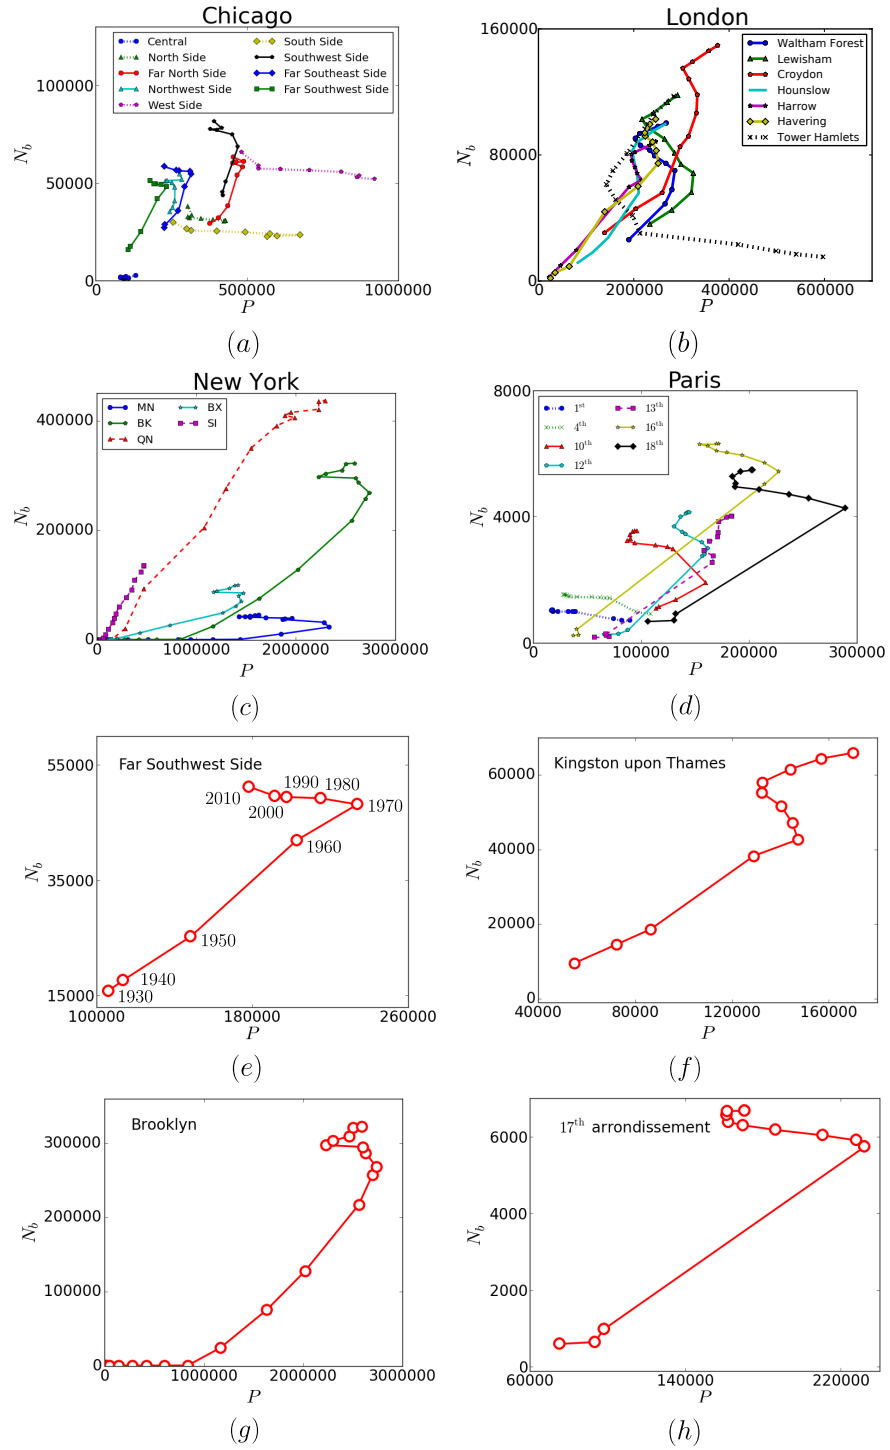 Chicago
Central
North Side
Far North Side
Northwest Side
West Side
South Side
Southwest Side
Far Southeast Side
Far Southwest Side
100000
50000
0
N_b
0
500000
1000000
P
(a)
London
Waltham Forest
Lewisham
Croydon
Hounslow
Harrow
Havering
Tower Hamlets
160000
80000
0
N_b
0
200000
400000
600000
P
(b)
New York
MN
BK
QN
BX
SI
400000
200000
0
N_b
0
1000000
2000000
3000000
P
(c)
Paris
1st
4th
10th
12th
13th
16th
18th
8000
4000
0
N_b
0
100000
200000
300000
P
(d)
Far Southwest Side
1990
1980
2010
2000
1970
1960
1950
1940
1930
55000
35000
15000
N_b
100000
180000
260000
P
(e)
Kingston upon Thames
60000
40000
20000
0
N_b
40000
80000
120000
160000
P
(f)
Brooklyn
300000
200000
100000
0
N_b
0
1000000
2000000
3000000
P
(g)
17th arrondissement
6000
4000
2000
0
N_b
60000
140000
220000
P
(h)